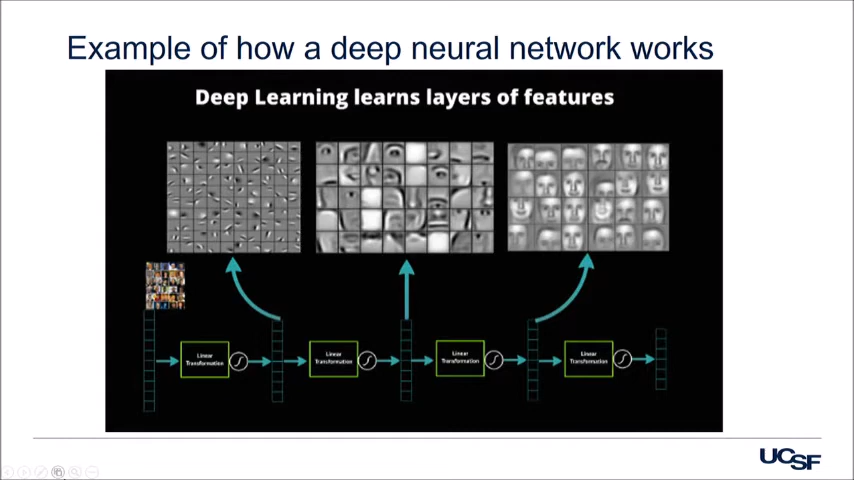 Example of how a deep neural network works
Deep Learning learns layers of features
Linear
Transformation
Linear
Transformation
Linear
Transformation
Linear
Transformation
UCSF